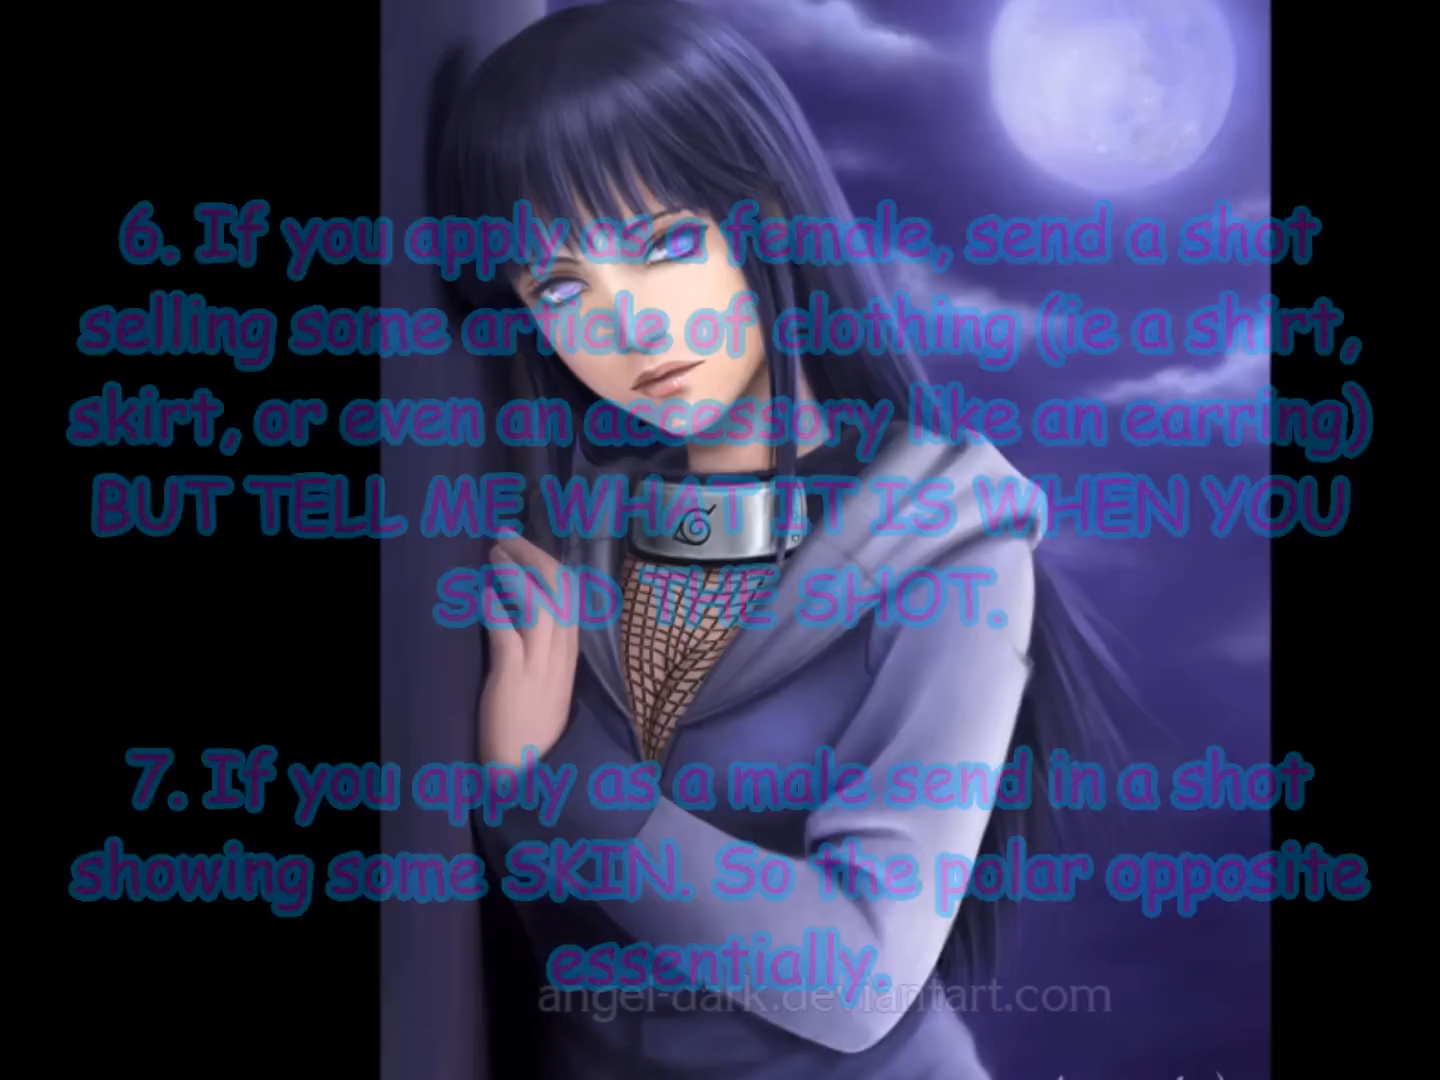 6. If you apply as a female, send a shot
selling some article of clothing (ie a shirt,
skirt, or even an accessory like an earring)
BUT TELL ME WHAT IT IS WHEN YOU
SEND THE SHOT.
7. If you apply as a male send in a shot
showing some SKIN. So the polar opposite
essentially.
angel-dark.deviantart.com